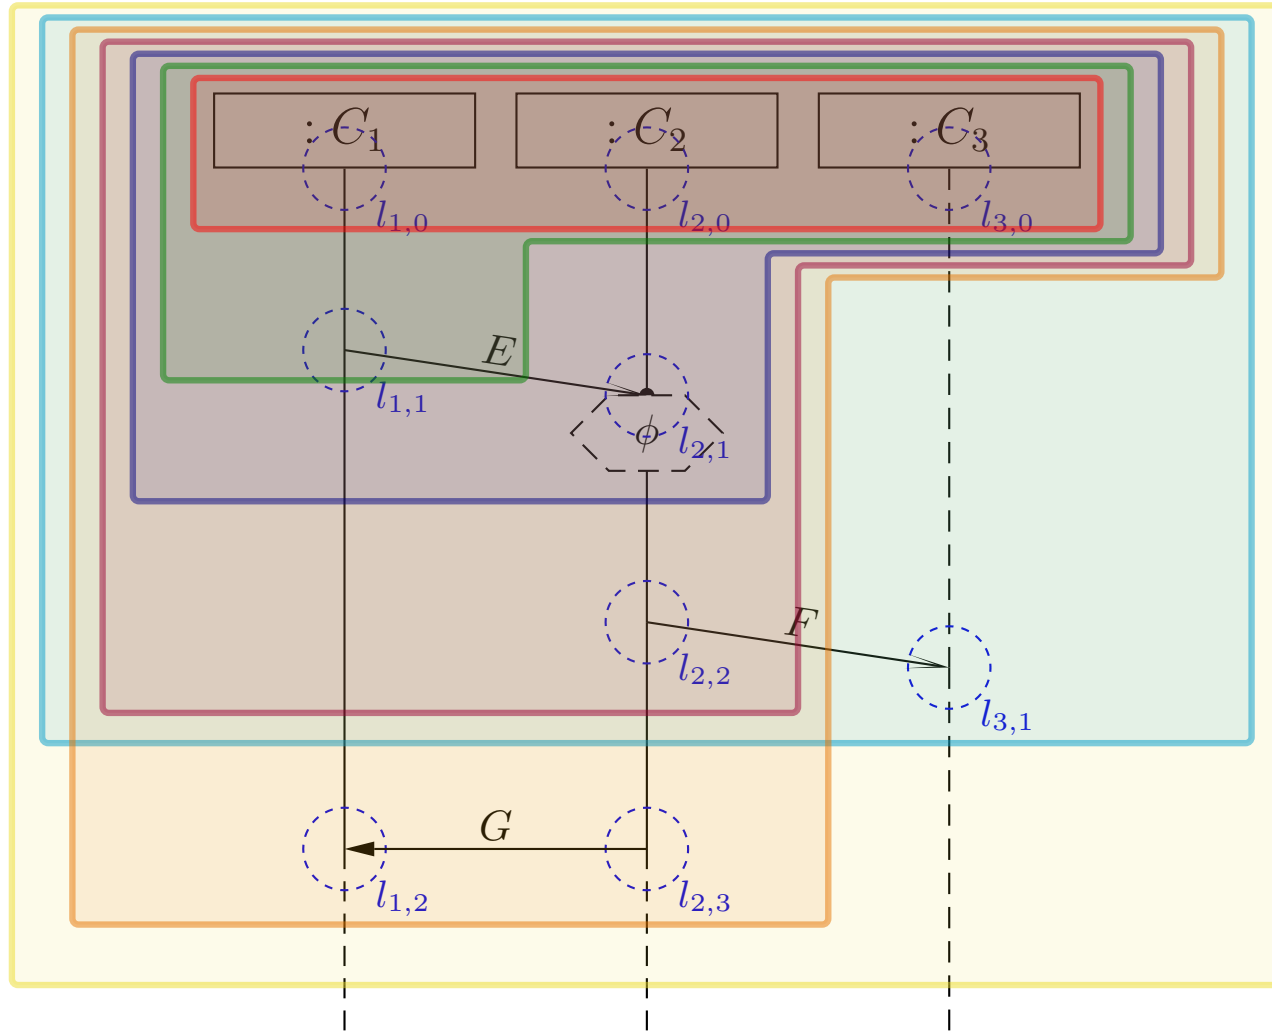 : C₁ : C₂ : C₃
l₁,₀ l₂,₀ l₃,₀
E
l₁,₁
ϕ l₂,₁
F
l₂,₂
l₃,₁
G
l₁,₂ l₂,₃